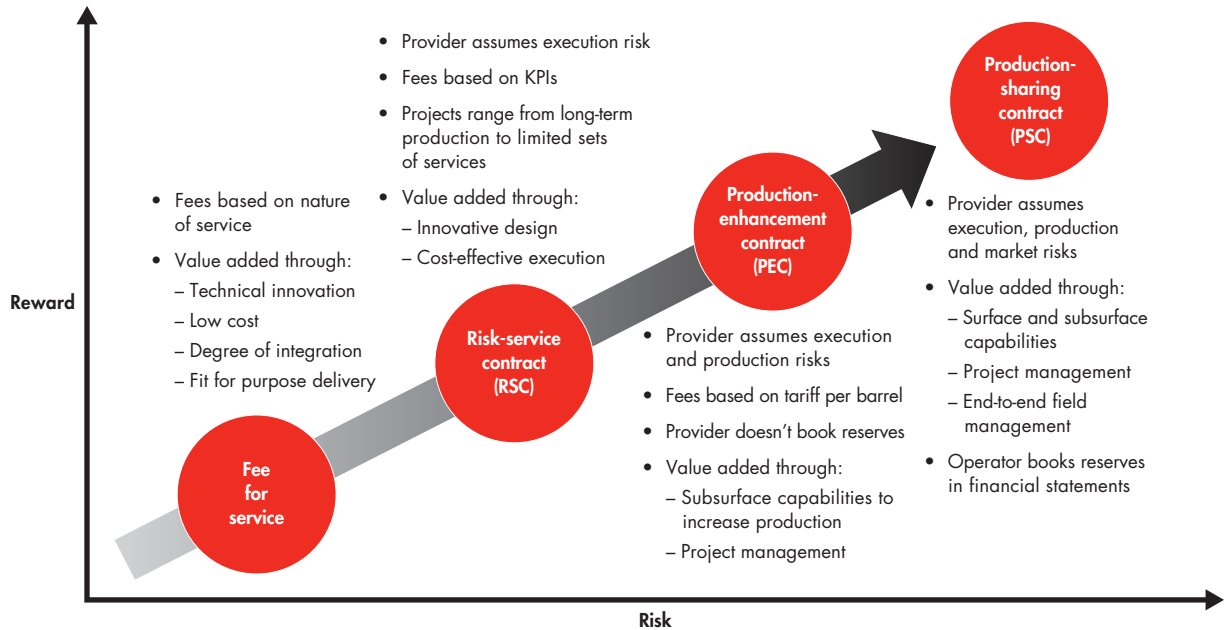 Reward
Fee
for
service
• Fees based on nature
of service
• Value added through:
– Technical innovation
– Low cost
– Degree of integration
– Fit for purpose delivery
Risk-service
contract
(RSC)
• Provider assumes execution risk
• Fees based on KPIs
• Projects range from long-term
production to limited sets
of services
• Value added through:
– Innovative design
– Cost-effective execution
Production-
enhancement
contract
(PEC)
• Provider assumes execution
and production risks
• Fees based on tariff per barrel
• Provider doesn’t book reserves
• Value added through:
– Subsurface capabilities to
increase production
– Project management
Production-
sharing
contract
(PSC)
• Provider assumes
execution, production
and market risks
• Value added through:
– Surface and subsurface
capabilities
– Project management
– End-to-end field
management
• Operator books reserves
in financial statements
Risk